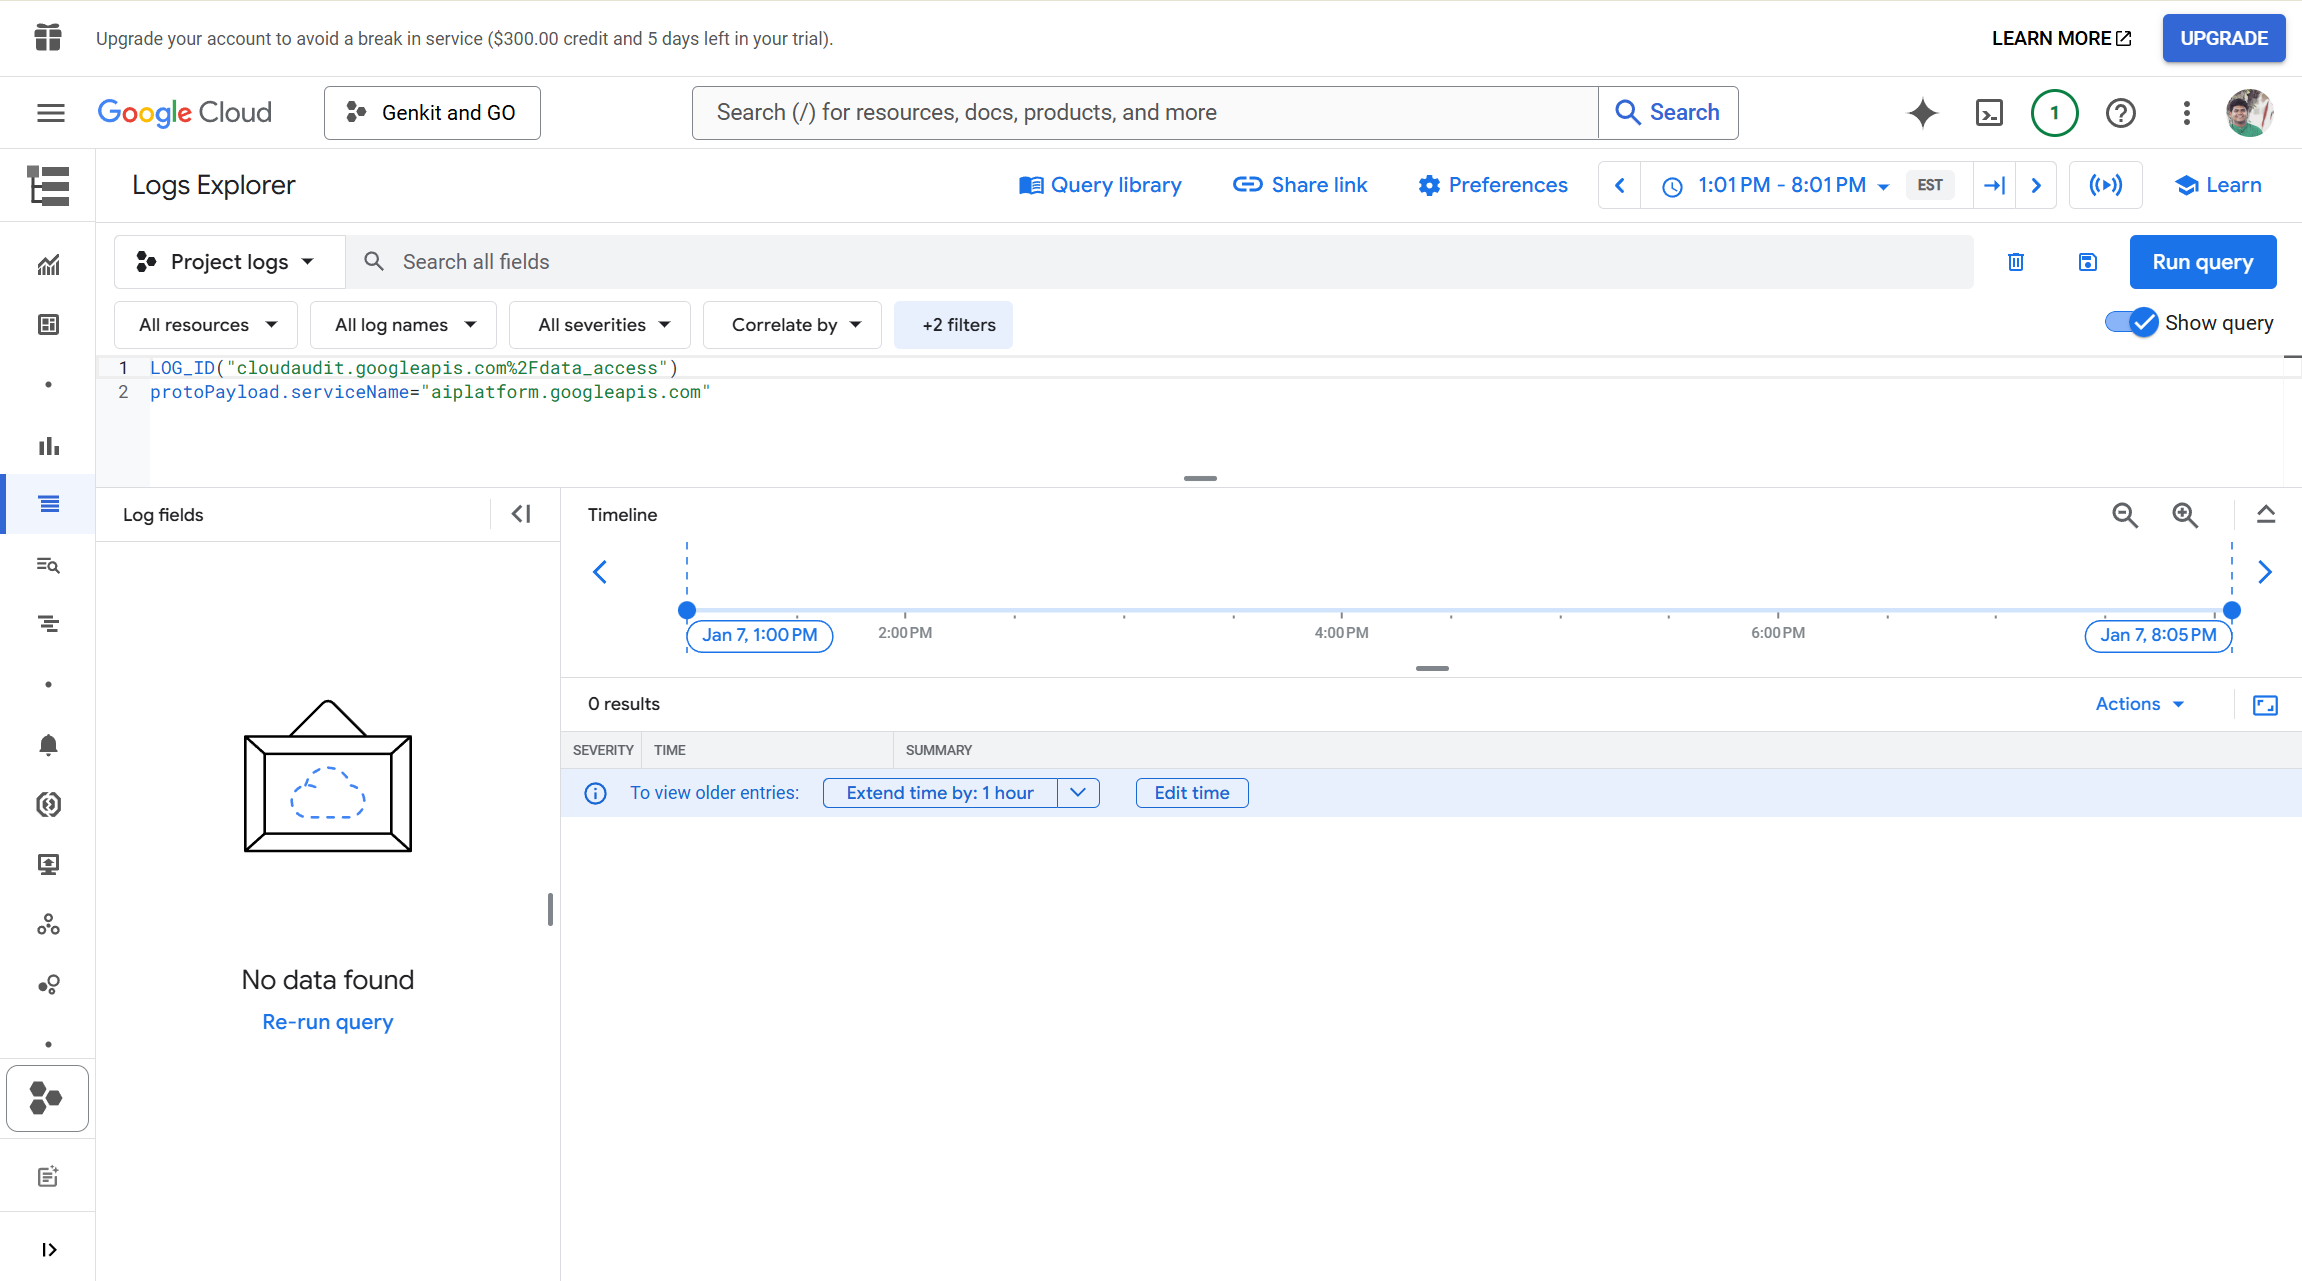 Upgrade your account to avoid a break in service ($300.00 credit and 5 days left in your trial).
LEARN MORE
UPGRADE
Google Cloud
Genkit and GO
Search (/) for resources, docs, products, and more
Search
1
Logs Explorer
Query library
Share link
Preferences
1:01 PM - 8:01 PM
EST
Learn
Project logs
Search all fields
Run query
All resources
All log names
All severities
Correlate by
+2 filters
Show query
1 LOG_ID("cloudaudit.googleapis.com%2Fdata_access")
2 protoPayload.serviceName="aiplatform.googleapis.com"
Log fields
Timeline
Jan 7, 1:00 PM
2:00 PM
4:00 PM
6:00 PM
Jan 7, 8:05 PM
0 results
Actions
SEVERITY
TIME
SUMMARY
To view older entries:
Extend time by: 1 hour
Edit time
No data found
Re-run query